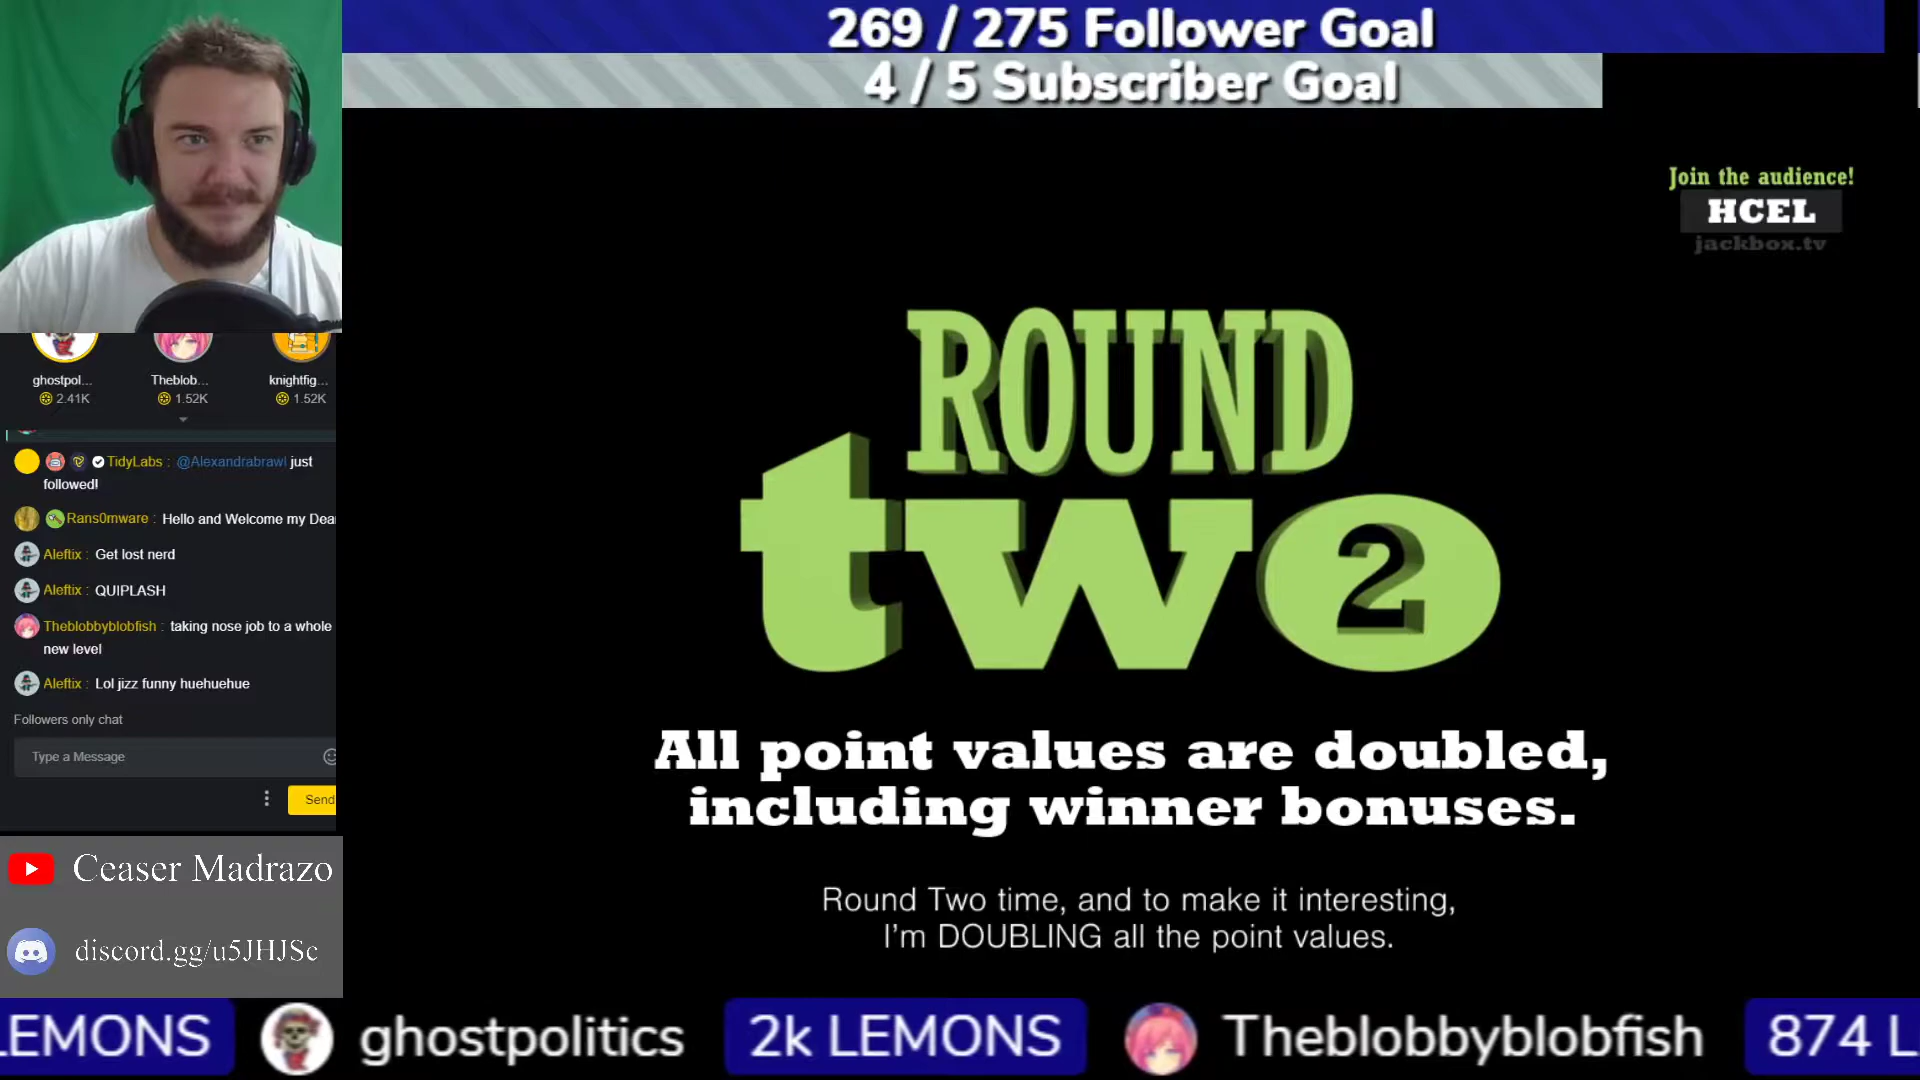 269 / 275 Follower Goal
4 / 5 Subscriber Goal
Join the audience!
HCEL
jackbox.tv
ROUND
two
2
All point values are doubled,
including winner bonuses.
Round Two time, and to make it interesting,
I'm DOUBLING all the point values.
ghostpol... Theblob... knightfig...
2.41K 1.52K 1.52K
TidyLabs : @Alexandrabrawl just
followed!
Rans0mware : Hello and Welcome my Dea
Aleftix : Get lost nerd
Aleftix : QUIPLASH
Theblobbyblobfish : taking nose job to a whole
new level
Aleftix : Lol jizz funny huehuehue
Followers only chat
Type a Message
Send
Ceaser Madrazo
discord.gg/u5JHJSc
LEMONS ghostpolitics 2k LEMONS Theblobbyblobfish 874 L